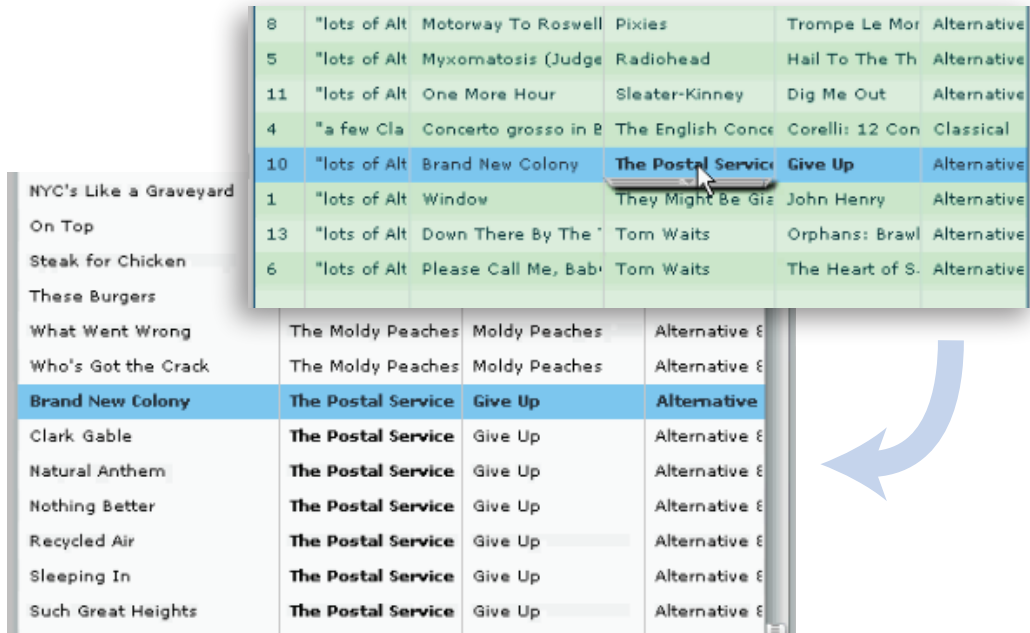 8 "lots of Alt Motorway To Roswell Pixies Trompe Le Mor Alternative
5 "lots of Alt Myxomatosis (Judge Radiohead Hail To The Th Alternative
11 "lots of Alt One More Hour Sleater-Kinney Dig Me Out Alternative
4 "a few Cla Concerto grosso in B The English Conce Corelli: 12 Con Classical
10 "lots of Alt Brand New Colony The Postal Service Give Up Alternative
1 "lots of Alt Window They Might Be Gia John Henry Alternative
13 "lots of Alt Down There By The Tom Waits Orphans: Brawl Alternative
6 "lots of Alt Please Call Me, Bab Tom Waits The Heart of S Alternative
NYC's Like a Graveyard
On Top
Steak for Chicken
These Burgers
What Went Wrong The Moldy Peaches Moldy Peaches Alternative &
Who's Got the Crack The Moldy Peaches Moldy Peaches Alternative &
Brand New Colony The Postal Service Give Up Alternative
Clark Gable The Postal Service Give Up Alternative &
Natural Anthem The Postal Service Give Up Alternative &
Nothing Better The Postal Service Give Up Alternative &
Recycled Air The Postal Service Give Up Alternative &
Sleeping In The Postal Service Give Up Alternative &
Such Great Heights The Postal Service Give Up Alternative &